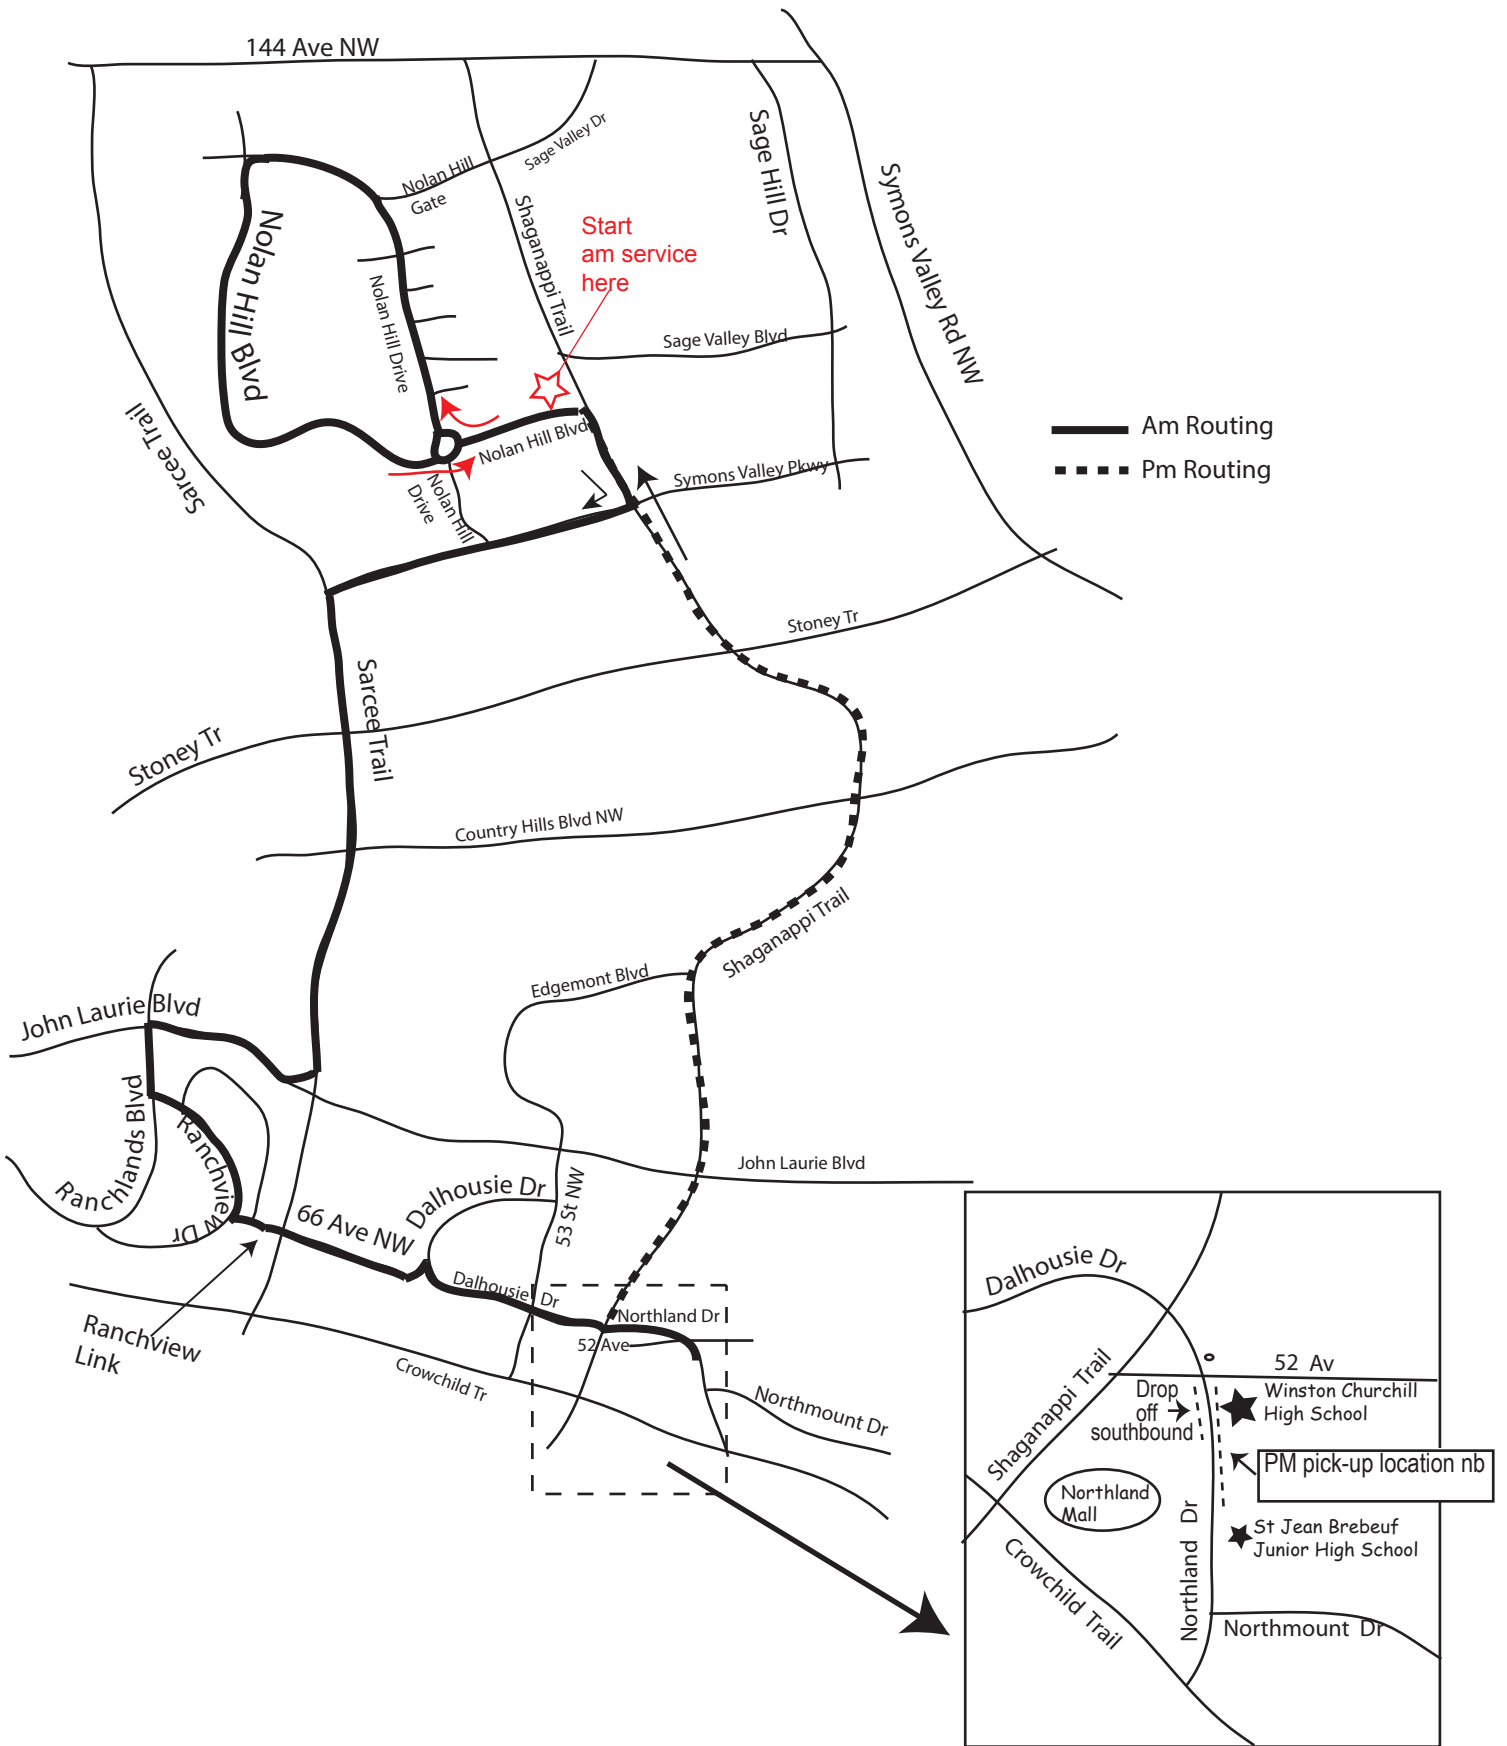 144 Ave NW
Sage Valley Dr
Nolan Hill
Gate
Sage Hill Dr
Symons Valley Rd NW
Shaganappi Trail
Start
am service
here
Nolan Hill Blvd
Nolan Hill Drive
Sage Valley Blvd
Sarcee Trail
Nolan Hill Blvd
Am Routing
Pm Routing
Symons Valley Pkwy
Nolan Hill
Drive
Stoney Tr
Sarcee Trail
Stoney Tr
Country Hills Blvd NW
Shaganappi Trail
Edgemont Blvd
John Laurie Blvd
Ranchlands Blvd
Ranchview Dr
John Laurie Blvd
Dalhousie Dr
53 St NW
66 Ave NW
Dalhousie Dr
Northland Dr
52 Ave
Ranchview
Link
Crowchild Tr
Northmount Dr
Dalhousie Dr
Shaganappi Trail
52 Av
Drop
off
southbound
Winston Churchill
High School
PM pick-up location nb
Northland
Mall
St Jean Brebeuf
Junior High School
Northland Dr
Crowchild Trail
Northmount Dr